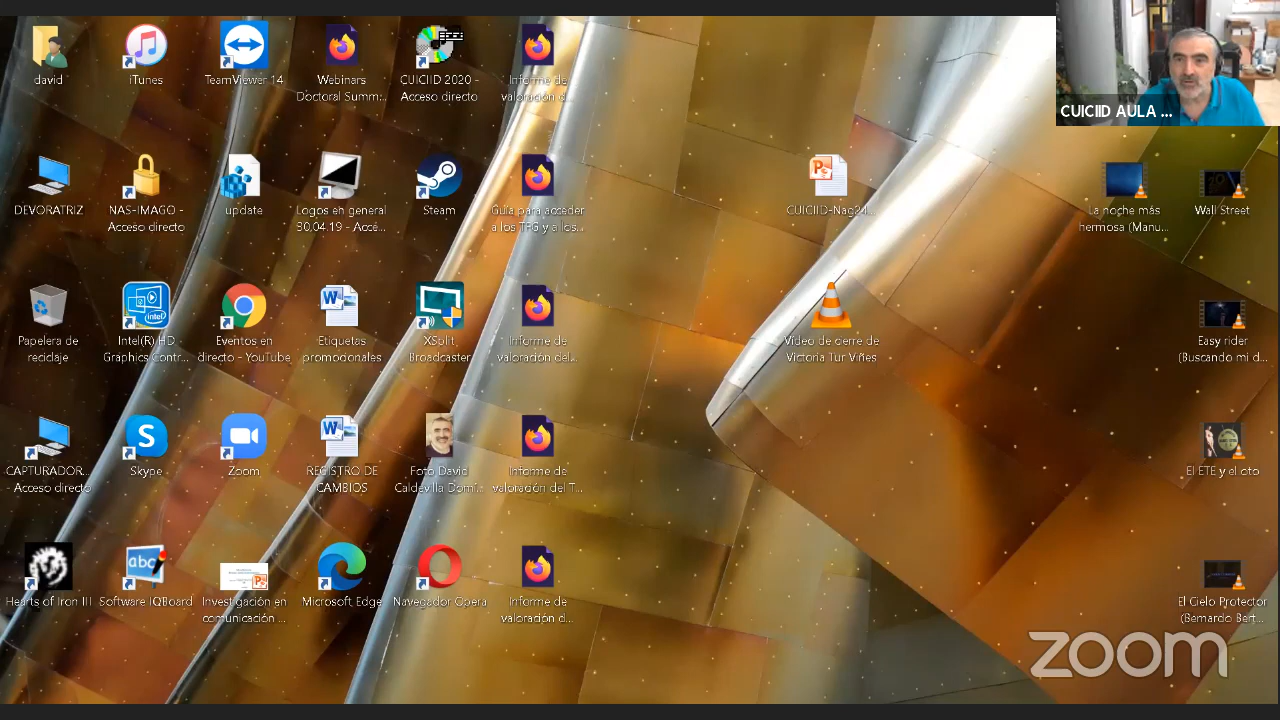 david
iTunes
TeamViewer 14
Webinars
Doctoral Summ:..
CUICIID 2020 -
Acceso directo
Informe de
valoración d...
CUICIID AULA ...
DEVORATRIZ
NAS-IMAGO -
Acceso directo
update
Logos en general
30.04.19 - Accé...
Steam
Guía para acceder
a los TFG y a los...
CUICIID-Nag24...
La noche más
hermosa (Manu...
Wall Street
Papelera de
reciclaje
Intel(R) HD
Graphics Contr...
Eventos en
directo - YouTube
Etiquetas
promocionales
XSplit
Broadcaster
Informe de
valoración del...
Vídeo de cierre de
Victoria Tur Viñes
Easy rider
(Buscando mi d...
CAPTURADOR...
- Acceso directo
Skype
Zoom
REGISTRO DE
CAMBIOS
Foto David
Caldevilla Domí...
Informe de
valoración del T...
El ETE y el oto
Hearts of Iron III
abc
Software IQBoard
Investigación en
comunicación ...
Microsoft Edge
Navegador Opera
Informe de
valoración d...
El Cielo Protector
(Bernardo Bert...
zoom